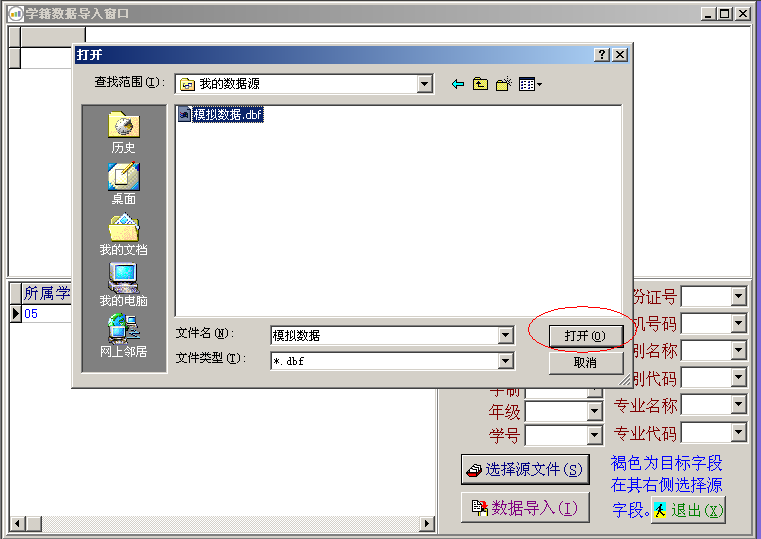 学籍数据导入窗口
打开
查找范围(I):
我的数据源
模拟数据.dbf
历史
桌面
我的文档
我的电脑
网上邻居
文件名(N):
模拟数据
打开(O)
文件类型(T):
*.dbf
取消
所属学
05
份证号
机号码
别名称
别代码
学制
年级
专业名称
学号
专业代码
选择源文件(S)
数据导入(I)
褐色为目标字段
在其右侧选择源
字段。
退出(X)